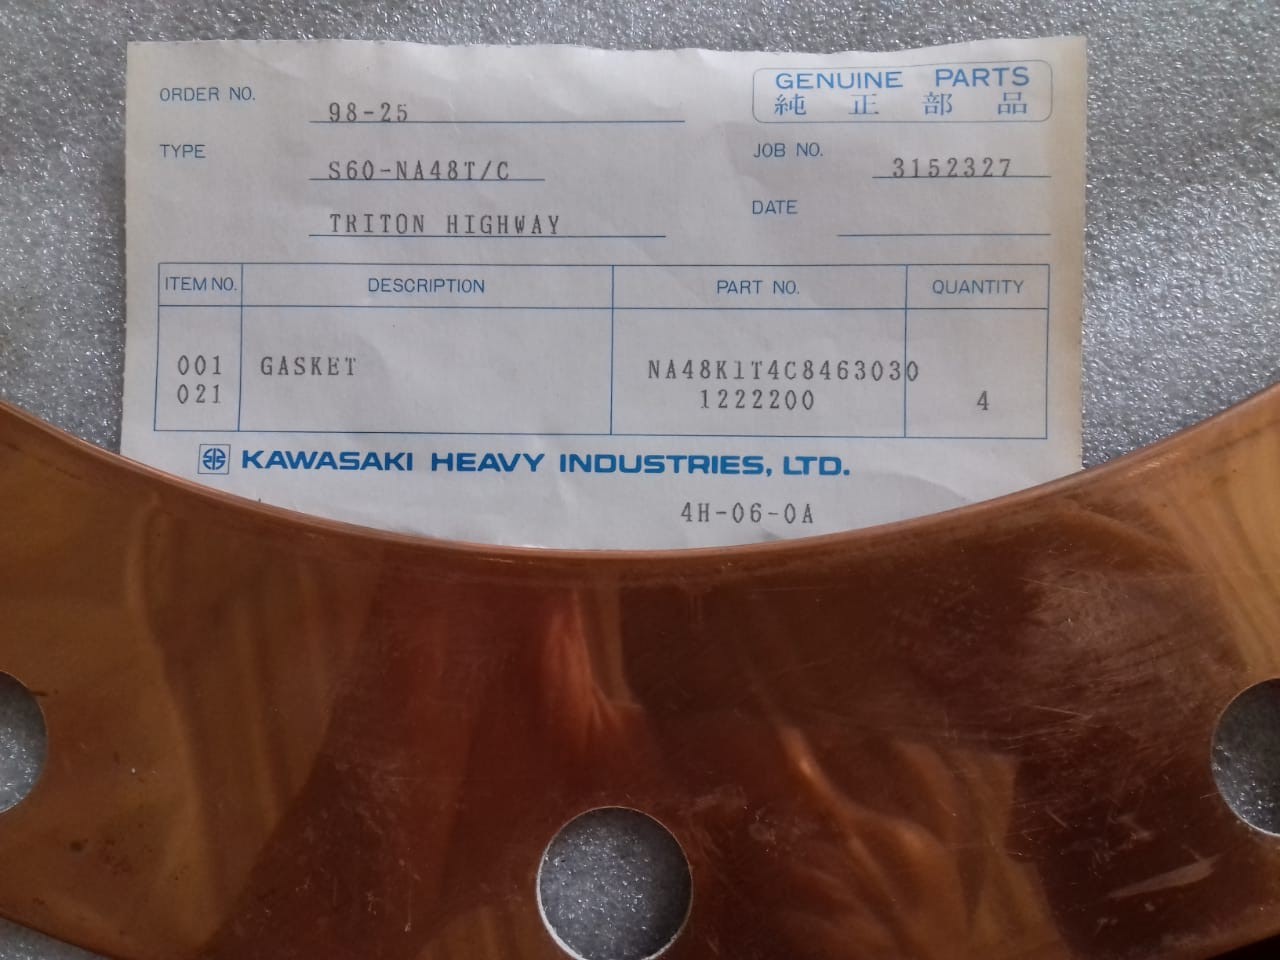 ORDER NO. 98-25
GENUINE PARTS
純正部品
TYPE S60-NA48T/C
JOB NO. 3152327
TRITON HIGHWAY
DATE
ITEM NO. DESCRIPTION PART NO. QUANTITY
001 GASKET NA48K1T4C8463030
021 1222200 4
KAWASAKI HEAVY INDUSTRIES, LTD.
4H-06-0A